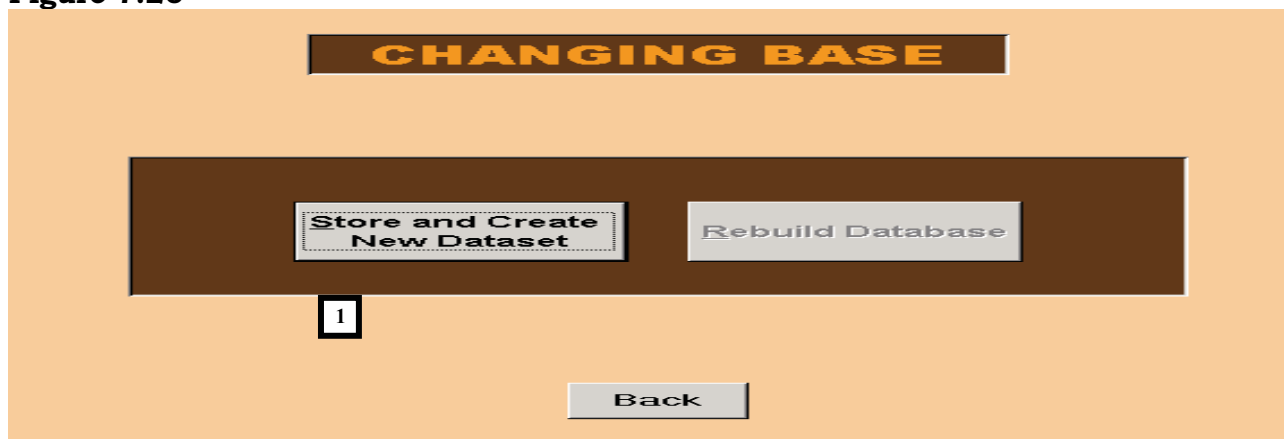 CHANGING BASE
Store and Create
New Dataset
Rebuild Database
1
Back